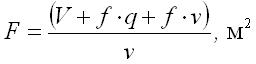 F = (V + f · q + f · v) / v, м²